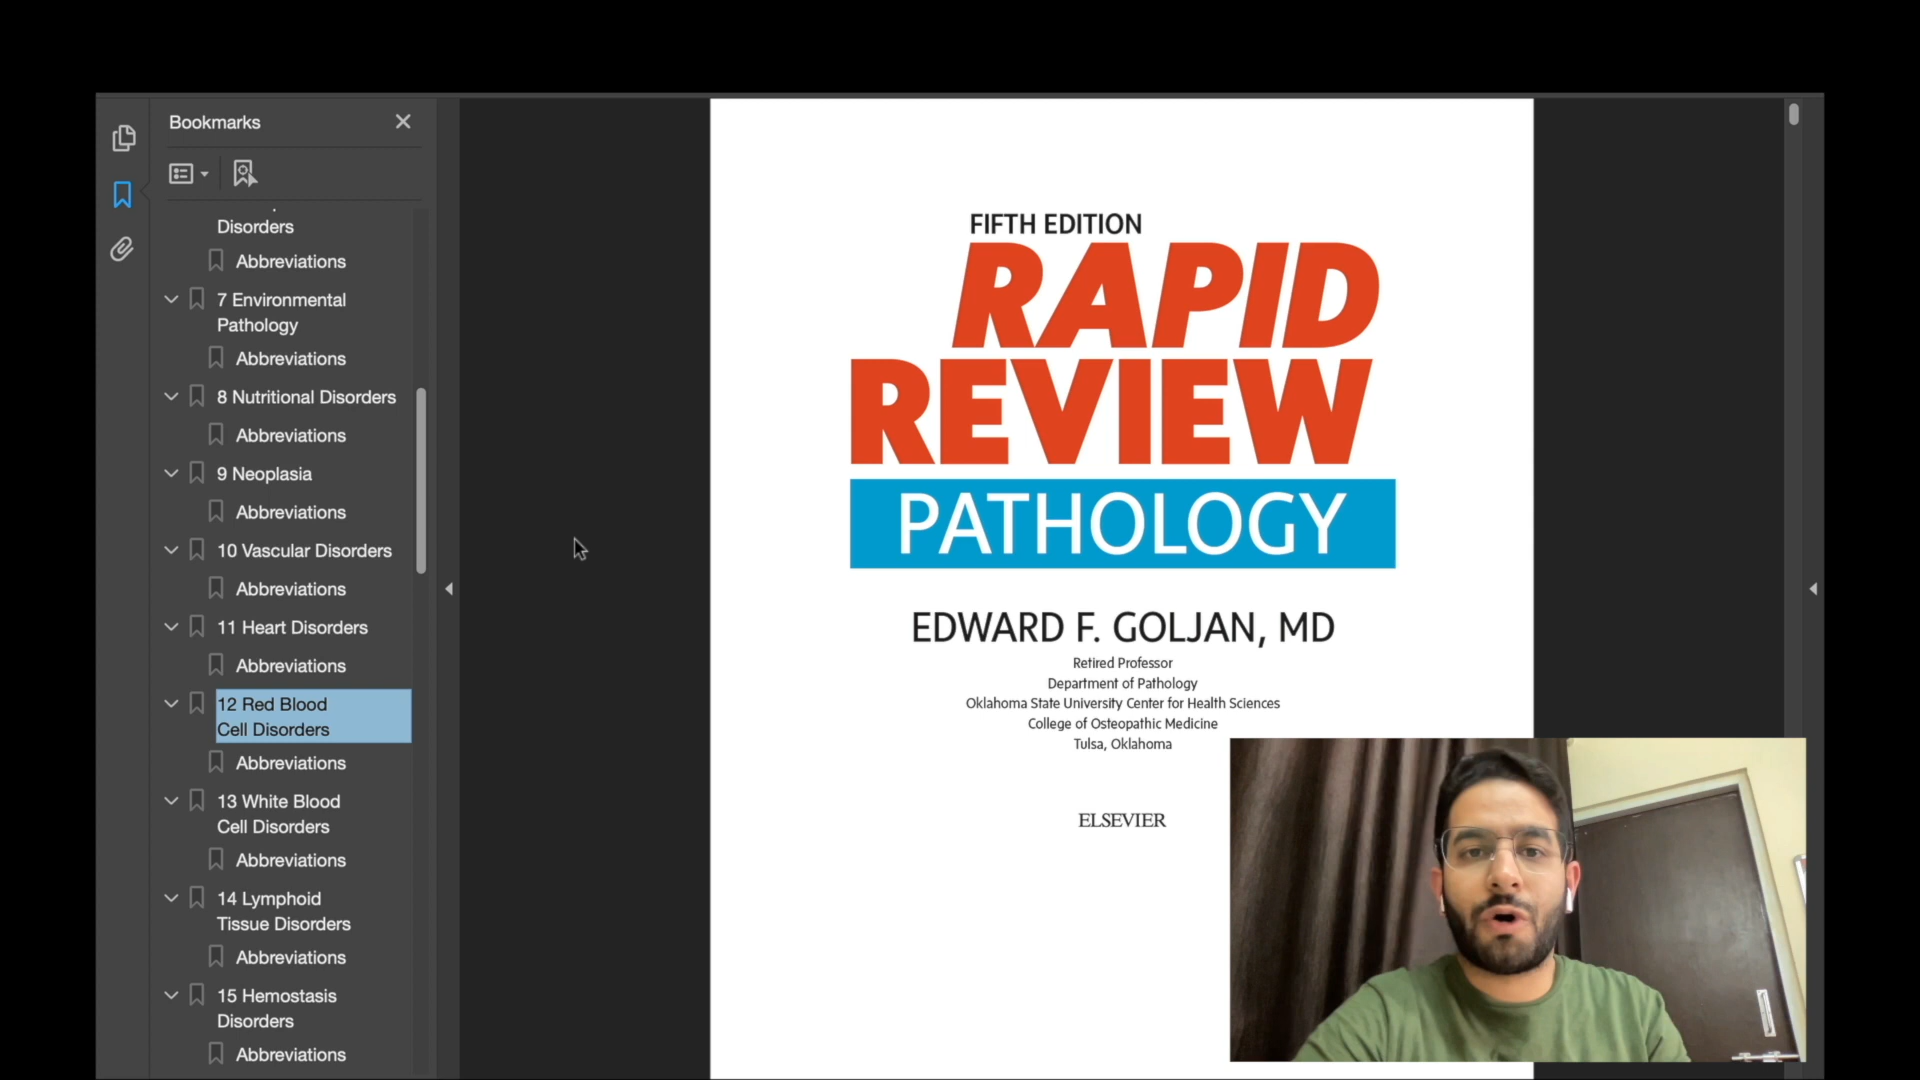 Bookmarks
Disorders
Abbreviations
7 Environmental
Pathology
Abbreviations
8 Nutritional Disorders
Abbreviations
9 Neoplasia
Abbreviations
10 Vascular Disorders
Abbreviations
11 Heart Disorders
Abbreviations
12 Red Blood
Cell Disorders
Abbreviations
13 White Blood
Cell Disorders
Abbreviations
14 Lymphoid
Tissue Disorders
Abbreviations
15 Hemostasis
Disorders
Abbreviations
FIFTH EDITION
RAPID
REVIEW
PATHOLOGY
EDWARD F. GOLJAN, MD
Retired Professor
Department of Pathology
Oklahoma State University Center for Health Sciences
College of Osteopathic Medicine
Tulsa, Oklahoma
ELSEVIER